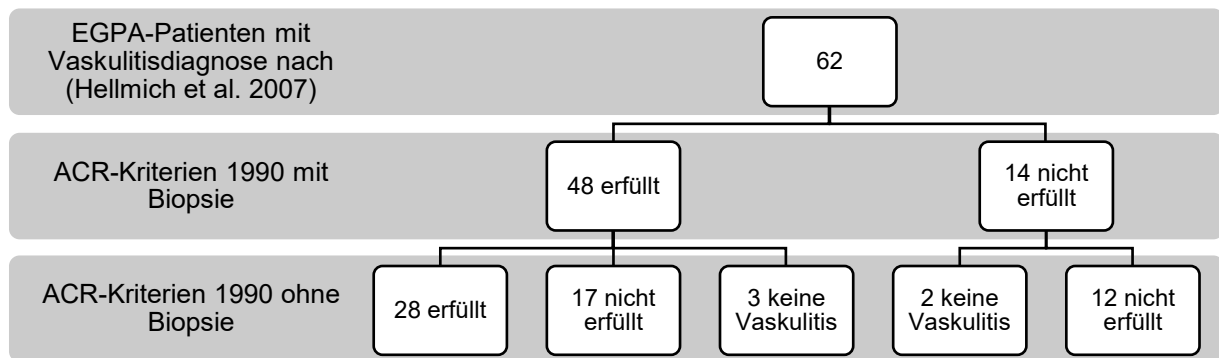 EGPA-Patienten mit
Vaskulitisdiagnose nach
(Hellmich et al. 2007)
62
ACR-Kriterien 1990 mit
Biopsie
48 erfüllt
14 nicht
erfüllt
ACR-Kriterien 1990 ohne
Biopsie
28 erfüllt
17 nicht
erfüllt
3 keine
Vaskulitis
2 keine
Vaskulitis
12 nicht
erfüllt